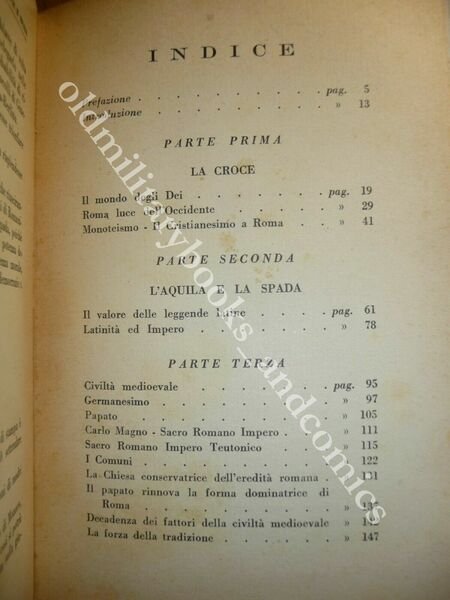 INDICE
Prefazione . . . . . . . . . pag. 5
Introduzione . . . . . . . . » 13
PARTE PRIMA
LA CROCE
Il mondo degli Dei . . . . . . pag. 19
Roma luce dell'Occidente . . . . . » 29
Monoteismo - Il Cristianesimo a Roma . . . » 41
PARTE SECONDA
L'AQUILA E LA SPADA
Il valore delle leggende latine . . . . pag. 61
Latinità ed Impero . . . . . . » 78
PARTE TERZA
Civiltà medioevale . . . . . . pag. 95
Germanesimo . . . . . . . » 97
Papato . . . . . . . . » 105
Carlo Magno - Sacro Romano Impero . . . » 111
Sacro Romano Impero Teutonico . . . . » 115
I Comuni . . . . . . . . 122
La Chiesa conservatrice dell'eredità romana . »
Il papato rinnova la forma dominatrice di
Roma . . . . . . . . »
Decadenza dei fattori della civiltà medioevale »
La forza della tradizione . . . . . » 147
oldmilitarybooks_andcomics